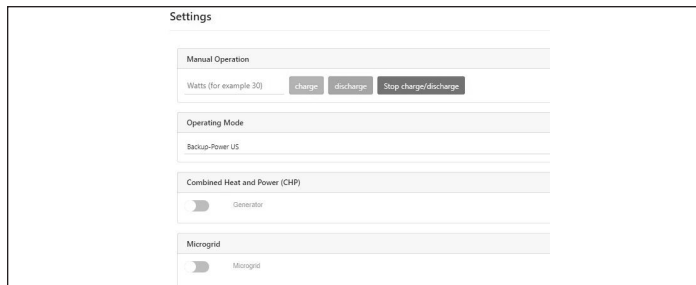 Settings
Manual Operation
Watts (for example 30) charge discharge Stop charge/discharge
Operating Mode
Backup-Power US
Combined Heat and Power (CHP)
Generator
Microgrid
Microgrid